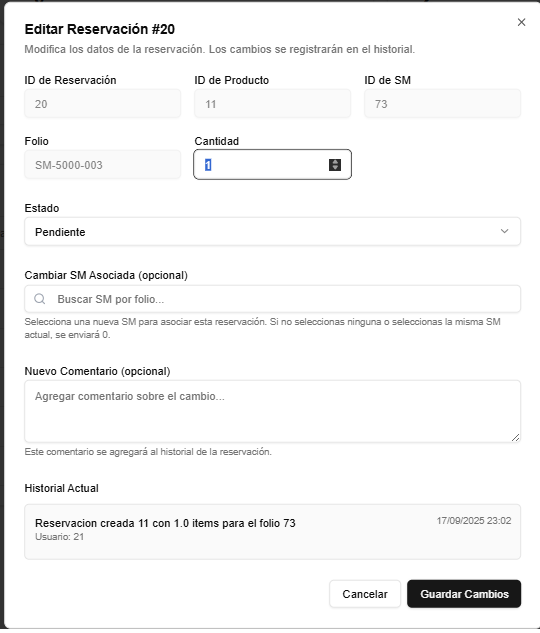 Editar Reservación #20
Modifica los datos de la reservación. Los cambios se registrarán en el historial.
ID de Reservación
ID de Producto
ID de SM
20
11
73
Folio
Cantidad
SM-5000-003
1
Estado
Pendiente
Cambiar SM Asociada (opcional)
Buscar SM por folio...
Selecciona una nueva SM para asociar esta reservación. Si no seleccionas ninguna o seleccionas la misma SM
actual, se enviará 0.
Nuevo Comentario (opcional)
Agregar comentario sobre el cambio...
Este comentario se agregará al historial de la reservación.
Historial Actual
Reservacion creada 11 con 1.0 items para el folio 73
17/09/2025 23:02
Usuario: 21
Cancelar
Guardar Cambios